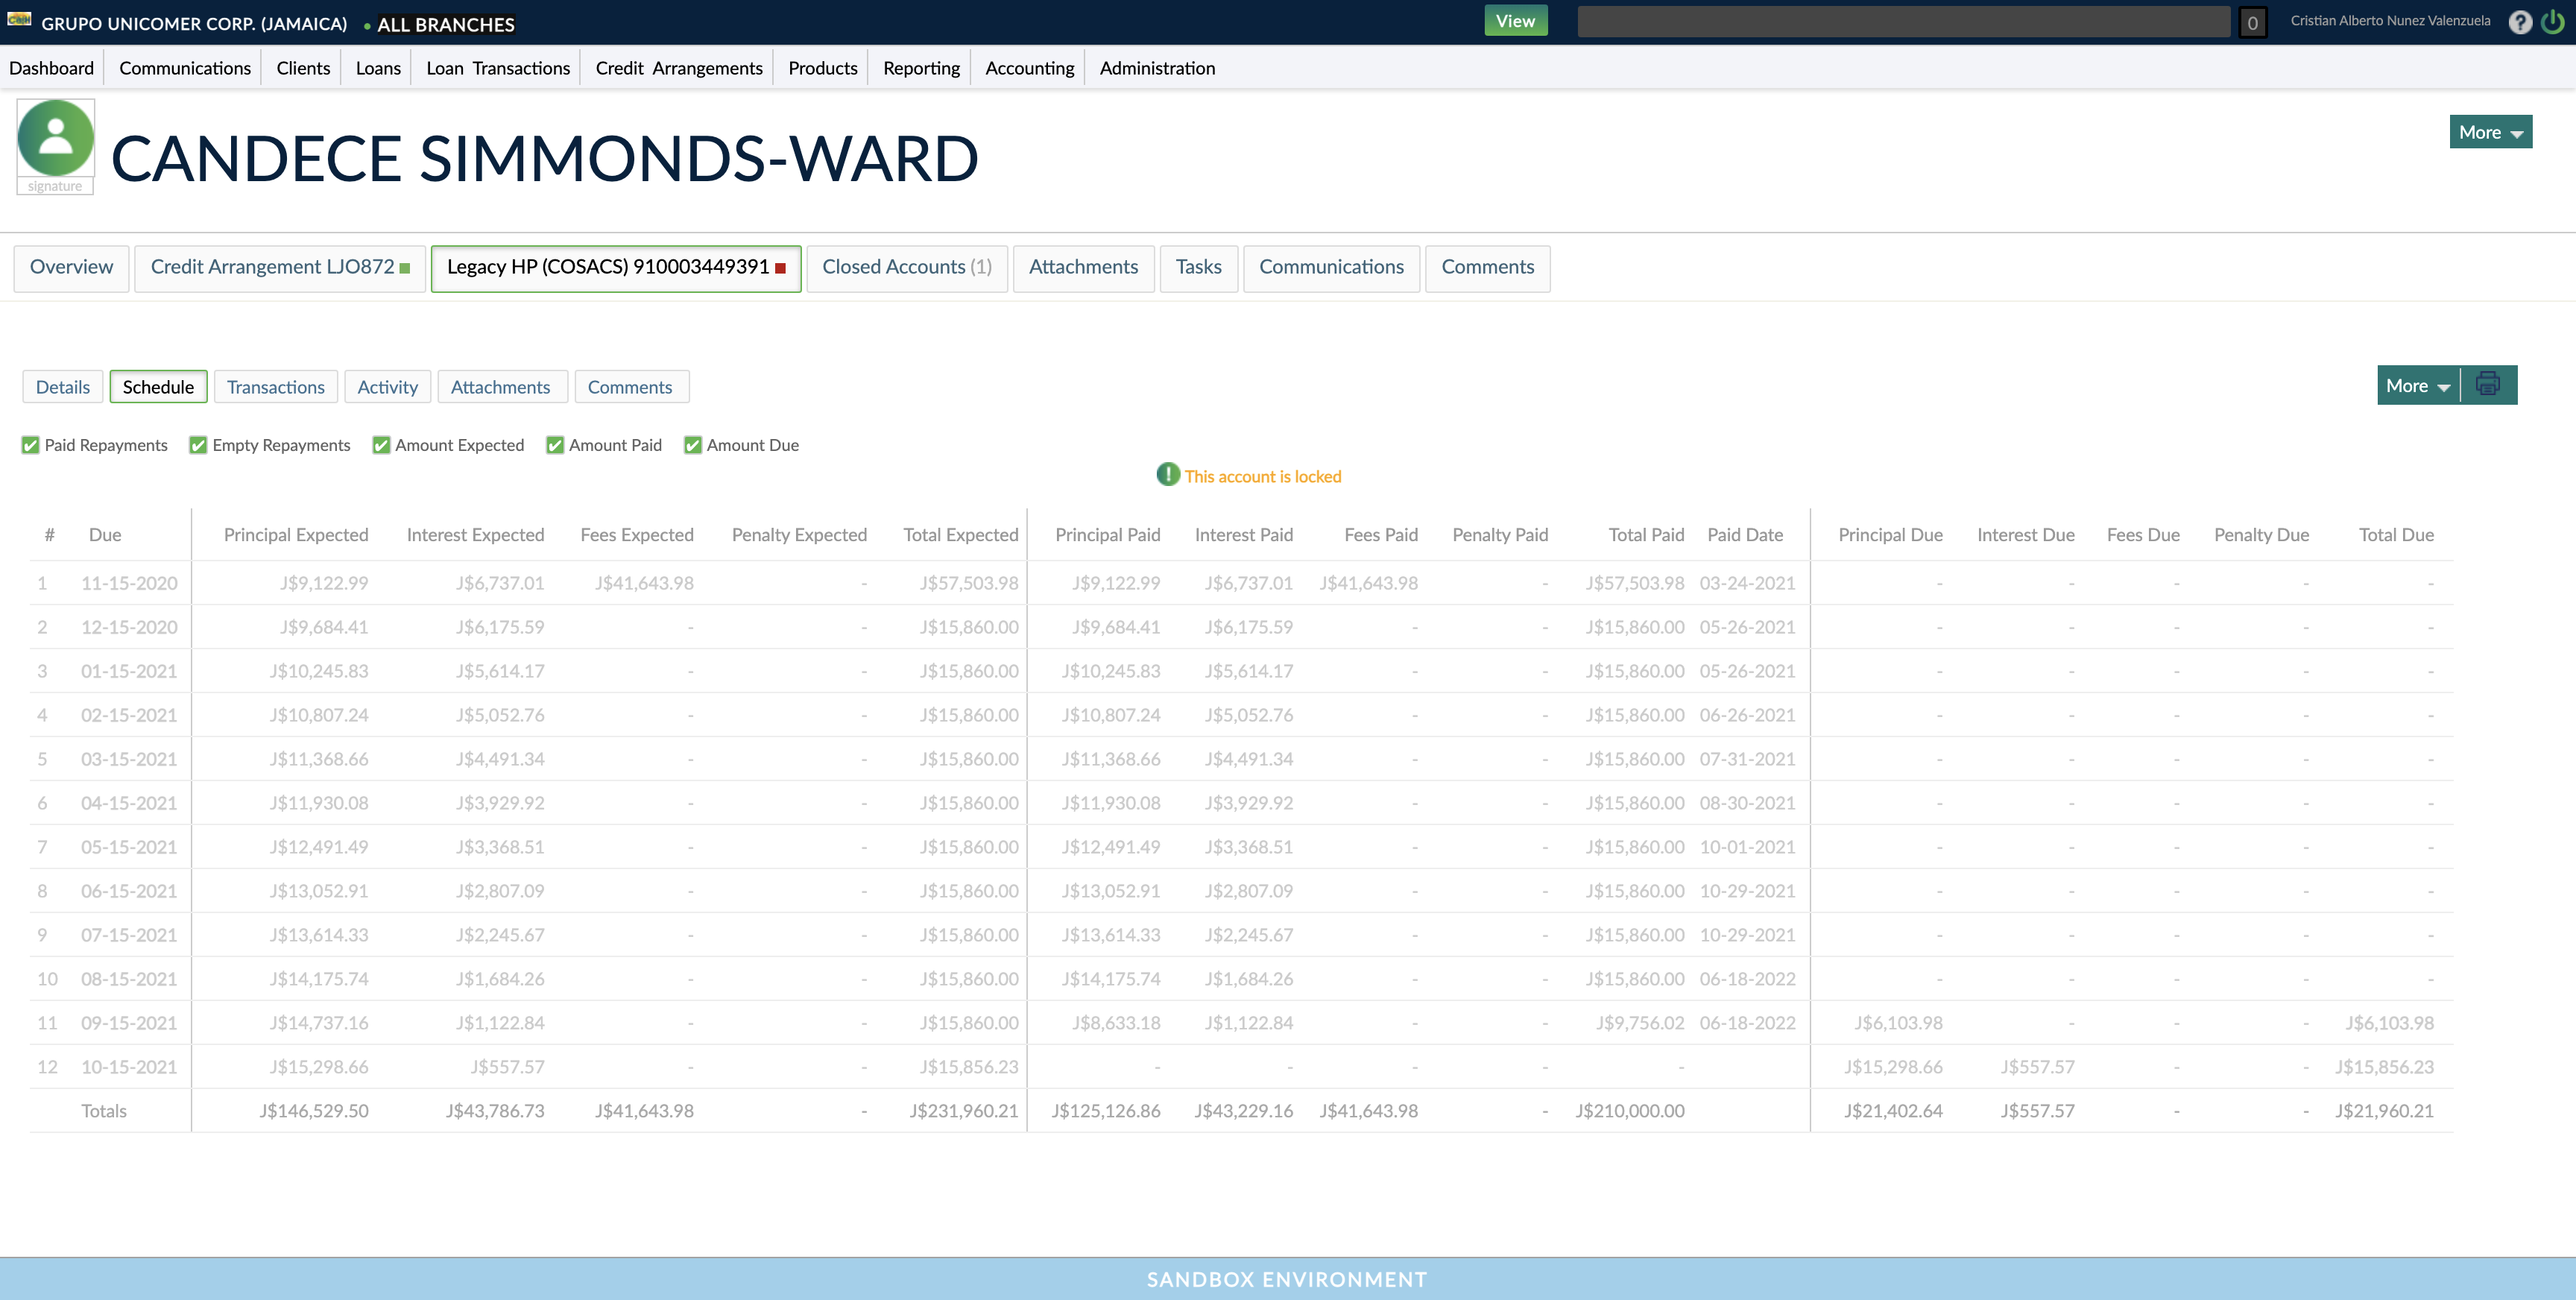 GRUPO UNICOMER CORP. (JAMAICA) • ALL BRANCHES View 0 Cristian Alberto Nunez Valenzuela ?
Dashboard Communications Clients Loans Loan Transactions Credit Arrangements Products Reporting Accounting Administration
signature
CANDECE SIMMONDS-WARD
More
Overview Credit Arrangement LJO872 Legacy HP (COSACS) 910003449391 Closed Accounts (1) Attachments Tasks Communications Comments
Details Schedule Transactions Activity Attachments Comments More
Paid Repayments Empty Repayments Amount Expected Amount Paid Amount Due
This account is locked
# Due Principal Expected Interest Expected Fees Expected Penalty Expected Total Expected Principal Paid Interest Paid Fees Paid Penalty Paid Total Paid Paid Date Principal Due Interest Due Fees Due Penalty Due Total Due
1 11-15-2020 J$9,122.99 J$6,737.01 J$41,643.98 - J$57,503.98 J$9,122.99 J$6,737.01 J$41,643.98 - J$57,503.98 03-24-2021 - - - - -
2 12-15-2020 J$9,684.41 J$6,175.59 - - J$15,860.00 J$9,684.41 J$6,175.59 - - J$15,860.00 05-26-2021 - - - - -
3 01-15-2021 J$10,245.83 J$5,614.17 - - J$15,860.00 J$10,245.83 J$5,614.17 - - J$15,860.00 05-26-2021 - - - - -
4 02-15-2021 J$10,807.24 J$5,052.76 - - J$15,860.00 J$10,807.24 J$5,052.76 - - J$15,860.00 06-26-2021 - - - - -
5 03-15-2021 J$11,368.66 J$4,491.34 - - J$15,860.00 J$11,368.66 J$4,491.34 - - J$15,860.00 07-31-2021 - - - - -
6 04-15-2021 J$11,930.08 J$3,929.92 - - J$15,860.00 J$11,930.08 J$3,929.92 - - J$15,860.00 08-30-2021 - - - - -
7 05-15-2021 J$12,491.49 J$3,368.51 - - J$15,860.00 J$12,491.49 J$3,368.51 - - J$15,860.00 10-01-2021 - - - - -
8 06-15-2021 J$13,052.91 J$2,807.09 - - J$15,860.00 J$13,052.91 J$2,807.09 - - J$15,860.00 10-29-2021 - - - - -
9 07-15-2021 J$13,614.33 J$2,245.67 - - J$15,860.00 J$13,614.33 J$2,245.67 - - J$15,860.00 10-29-2021 - - - - -
10 08-15-2021 J$14,175.74 J$1,684.26 - - J$15,860.00 J$14,175.74 J$1,684.26 - - J$15,860.00 06-18-2022 - - - - -
11 09-15-2021 J$14,737.16 J$1,122.84 - - J$15,860.00 J$8,633.18 J$1,122.84 - - J$9,756.02 06-18-2022 J$6,103.98 - - - J$6,103.98
12 10-15-2021 J$15,298.66 J$557.57 - - J$15,856.23 - - - - - J$15,298.66 J$557.57 - - J$15,856.23
Totals J$146,529.50 J$43,786.73 J$41,643.98 - J$231,960.21 J$125,126.86 J$43,229.16 J$41,643.98 - J$210,000.00 J$21,402.64 J$557.57 - - J$21,960.21
SANDBOX ENVIRONMENT